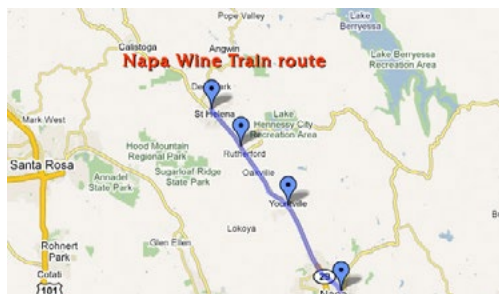 Pope Valley
Lake
Berryessa
Calistoga
Angwin
Lake Berryessa
Recreation Area
Napa Wine Train route
St Helena
Mark West
Lake
Hennessy City
Recreation Area
Hood Mountain
Regional Park
Rutherford
Santa Rosa
Sugarloaf Ridge
State Park
Oakville
Annadel
State Park
Yountville
Lokoya
Rohnert
Park
Glen Ellen
Cotati
29
101